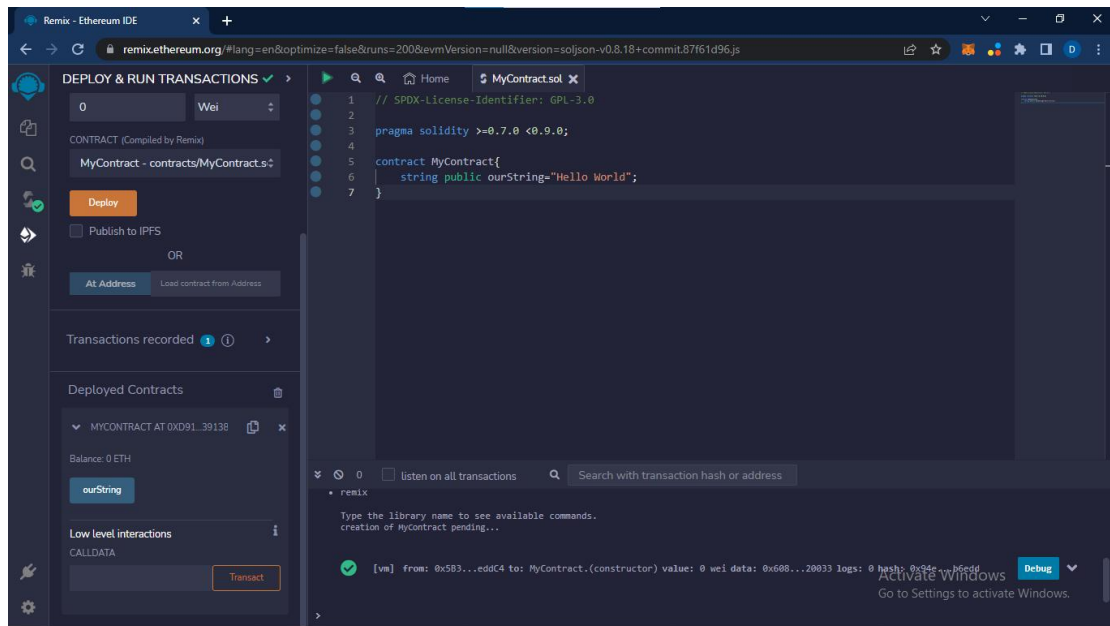 Remix - Ethereum IDE
remix.ethereum.org/#lang=en&optimize=false&runs=200&evmVersion=null&version=soljson-v0.8.18+commit.87f61d96.js
D
DEPLOY & RUN TRANSACTIONS
0 Wei
CONTRACT (Compiled by Remix)
MyContract - contracts/MyContract.s
Deploy
Publish to IPFS
OR
At Address Load contract from Address
Transactions recorded 1 i
Deployed Contracts
MYCONTRACT AT 0XD91...39138
Balance: 0 ETH
ourString
Low level interactions i
CALLDATA
Transact
Home MyContract.sol
1 // SPDX-License-Identifier: GPL-3.0
2
3 pragma solidity >=0.7.0 <0.9.0;
4
5 contract MyContract{
6 string public ourString="Hello World";
7 }
0 listen on all transactions Search with transaction hash or address
remix
Type the library name to see available commands.
creation of MyContract pending...
[vm] from: 0x5B3...eddC4 to: MyContract.(constructor) value: 0 wei data: 0x608...20033 logs: 0 hash: 0x94e...b6edd Debug
Activate Windows
Go to Settings to activate Windows.
>